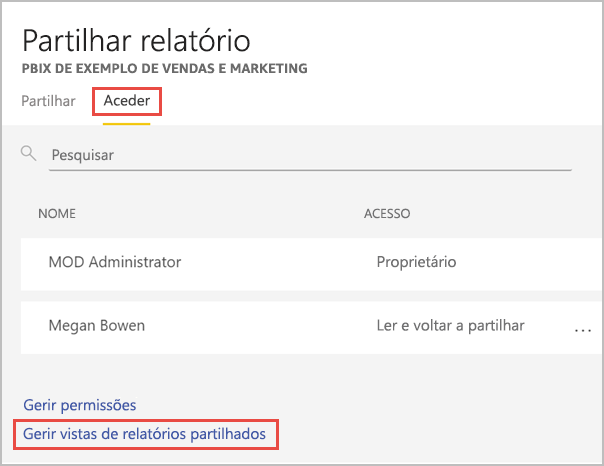 Partilhar relatório
PBIX DE EXEMPLO DE VENDAS E MARKETING
Partilhar Aceder
Pesquisar
NOME ACESSO
MOD Administrator Proprietário
Megan Bowen Ler e voltar a partilhar ...
Gerir permissões
Gerir vistas de relatórios partilhados